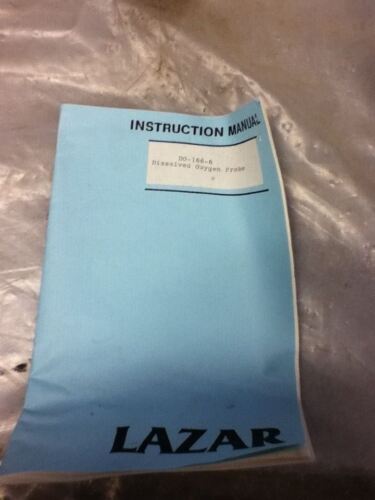 INSTRUCTION MANUAL
DO-166-6
Dissolved Oxygen Probe
LAZAR